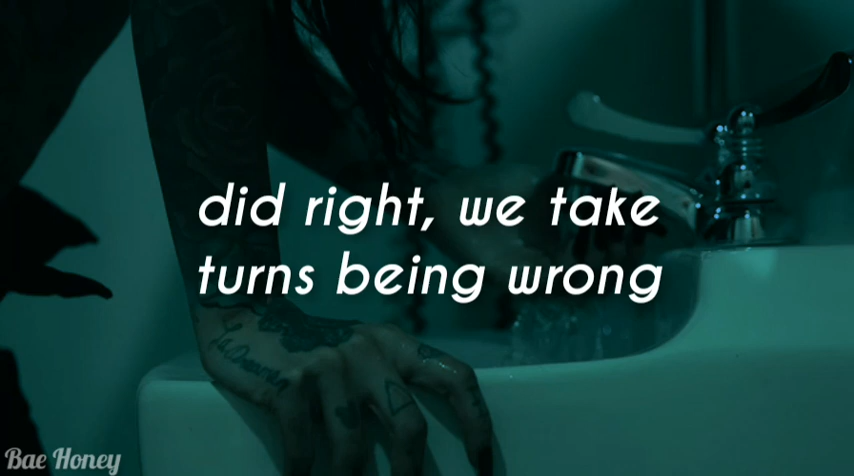 did right, we take
turns being wrong
Bae Honey